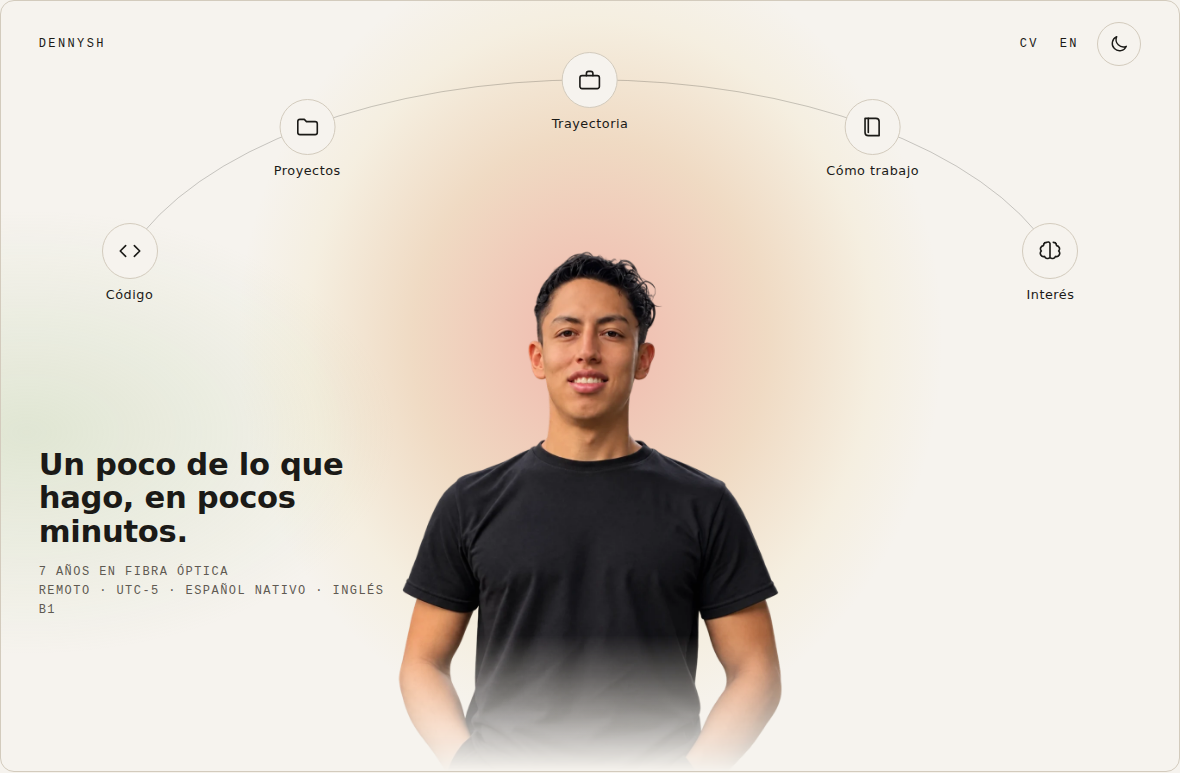 DENNYSH
CV EN
Trayectoria
Proyectos
Cómo trabajo
Código
Interés
Un poco de lo que
hago, en pocos
minutos.
7 AÑOS EN FIBRA ÓPTICA
REMOTO · UTC-5 · ESPAÑOL NATIVO · INGLÉS
B1